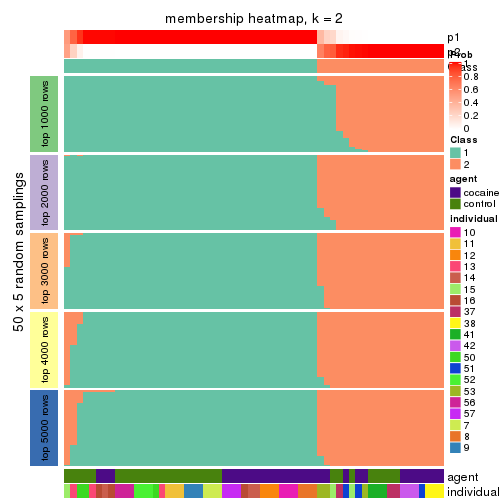 membership heatmap, k = 2
p1
p2
Class
50 x 5 random samplings
top 1000 rows
top 2000 rows
top 3000 rows
top 4000 rows
top 5000 rows
agent
individual
Prob
1
0.8
0.6
0.4
0.2
0
Class
1
2
agent
cocaine
control
individual
10
11
12
13
14
15
16
37
38
41
42
50
51
52
53
56
57
7
8
9